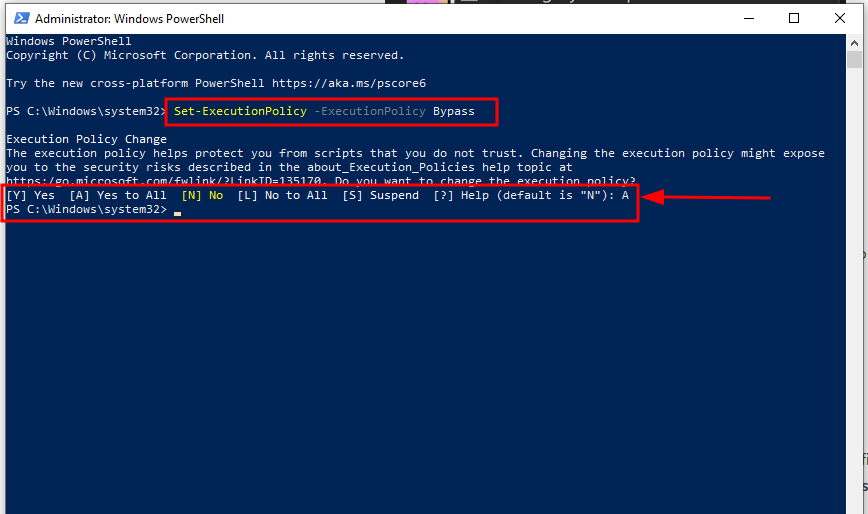 Administrator: Windows PowerShell
Windows PowerShell
Copyright (C) Microsoft Corporation. All rights reserved.
Try the new cross-platform PowerShell https://aka.ms/pscore6
PS C:\Windows\system32> Set-ExecutionPolicy -ExecutionPolicy Bypass
Execution Policy Change
The execution policy helps protect you from scripts that you do not trust. Changing the execution policy might expose
you to the security risks described in the about_Execution_Policies help topic at
https:/go.microsoft.com/fwlink/?LinkID=135170. Do you want to change the execution policy?
[Y] Yes  [A] Yes to All  [N] No  [L] No to All  [S] Suspend  [?] Help (default is "N"): A
PS C:\Windows\system32>